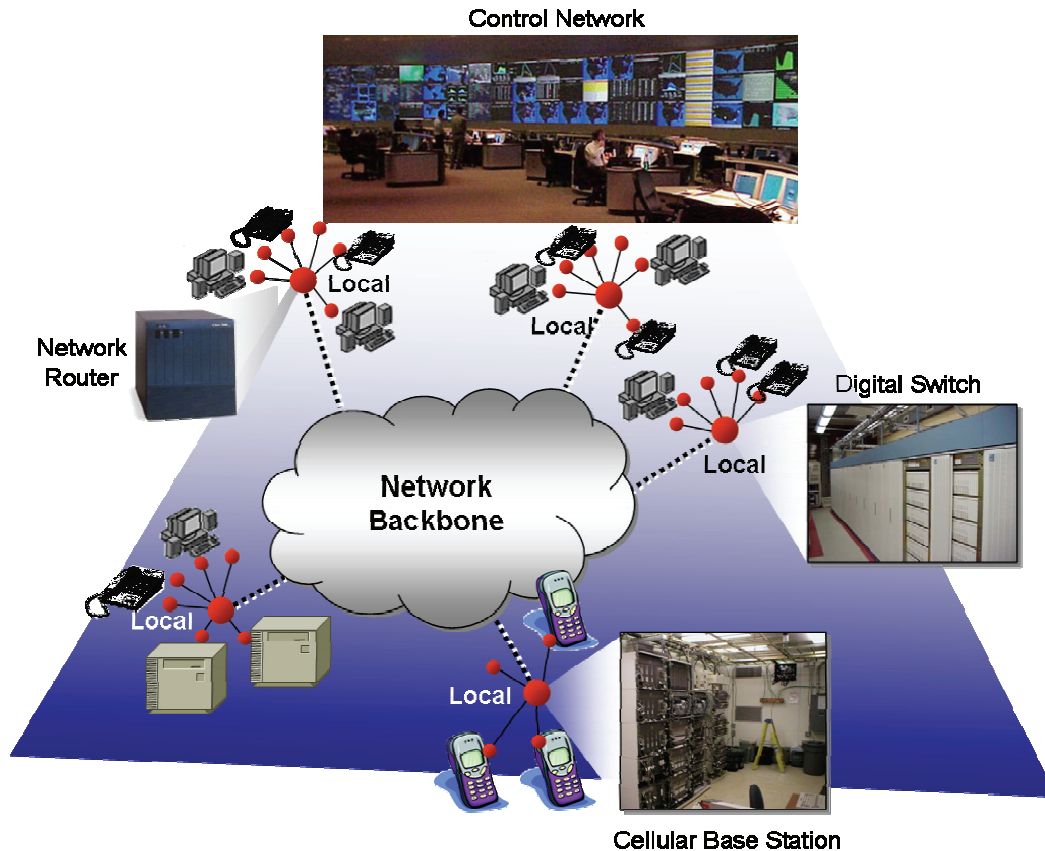 Control Network
Local
Local
Network
Router
Digital Switch
Local
Network
Backbone
Local
Local
Cellular Base Station